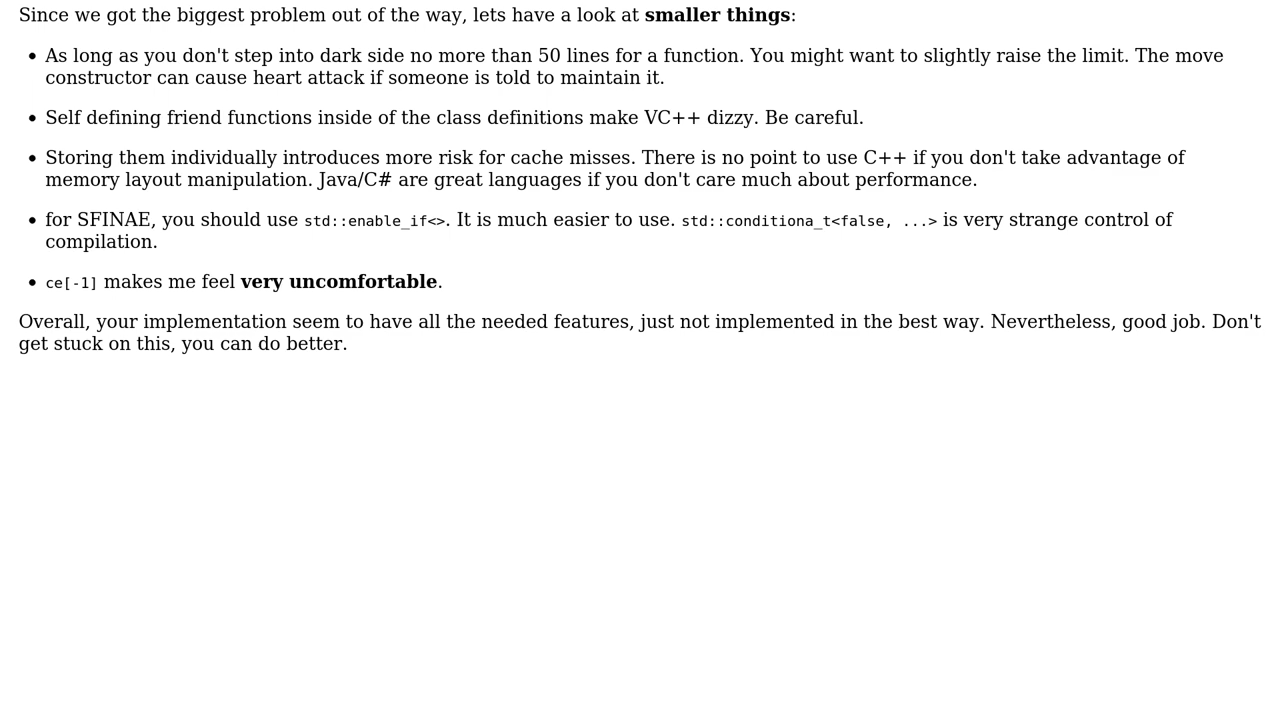 Since we got the biggest problem out of the way, lets have a look at smaller things:
• As long as you don't step into dark side no more than 50 lines for a function. You might want to slightly raise the limit. The move
constructor can cause heart attack if someone is told to maintain it.
• Self defining friend functions inside of the class definitions make VC++ dizzy. Be careful.
• Storing them individually introduces more risk for cache misses. There is no point to use C++ if you don't take advantage of
memory layout manipulation. Java/C# are great languages if you don't care much about performance.
• for SFINAE, you should use std::enable_if<>. It is much easier to use. std::conditiona_t<false, ...> is very strange control of
compilation.
• ce[-1] makes me feel very uncomfortable.
Overall, your implementation seem to have all the needed features, just not implemented in the best way. Nevertheless, good job. Don't
get stuck on this, you can do better.